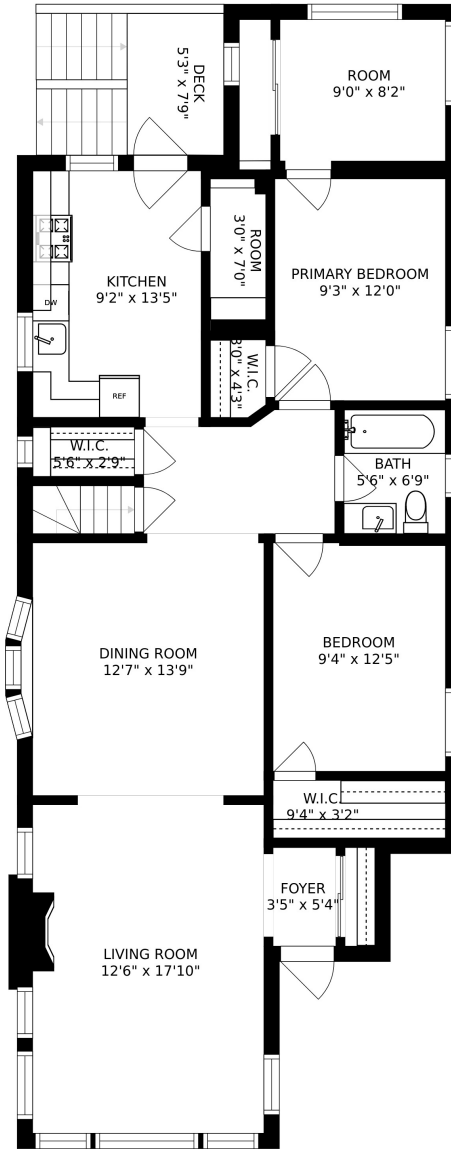 DECK
5'3" x 7'9"
ROOM
9'0" x 8'2"
KITCHEN
9'2" x 13'5"
DW
REF
ROOM
3'0" x 7'0"
PRIMARY BEDROOM
9'3" x 12'0"
W.I.C.
3'0" x 4'3"
W.I.C.
5'6" x 2'9"
BATH
5'6" x 6'9"
DINING ROOM
12'7" x 13'9"
BEDROOM
9'4" x 12'5"
W.I.C.
9'4" x 3'2"
FOYER
3'5" x 5'4"
LIVING ROOM
12'6" x 17'10"